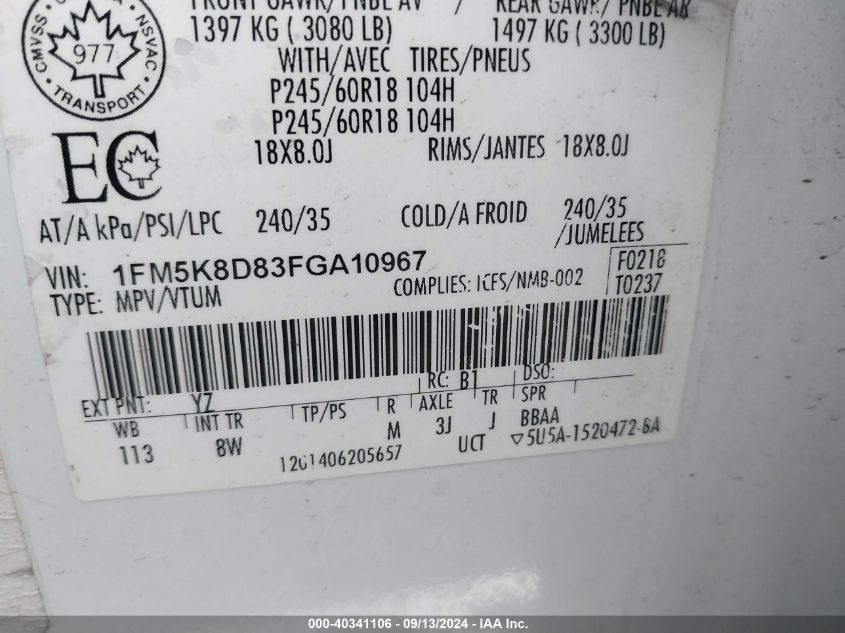 FRONT GAWR/ PNBE AV / REAR GAWR/ PNBE AR
1397 KG ( 3080 LB) 1497 KG ( 3300 LB)
WITH/AVEC TIRES/PNEUS
P245/60R18 104H
P245/60R18 104H
18X8.0J RIMS/JANTES 18X8.0J
CMVSS NSVAC
977
TRANSPORT
EC
AT/A kPa/PSI/LPC 240/35 COLD/A FROID 240/35
/JUMELEES
VIN: 1FM5K8D83FGA10967 F0218
TYPE: MPV/VTUM COMPLIES: ICES/NMB-002 T0237
EXT PNT: YZ RC: B1 DSO:
WB INT TR TP/PS R AXLE TR SPR
113 8W M 3J J BBAA
1201406205657 UCT ▽5U5A-1520472-BA
000-40341106 - 09/13/2024 - IAA Inc.